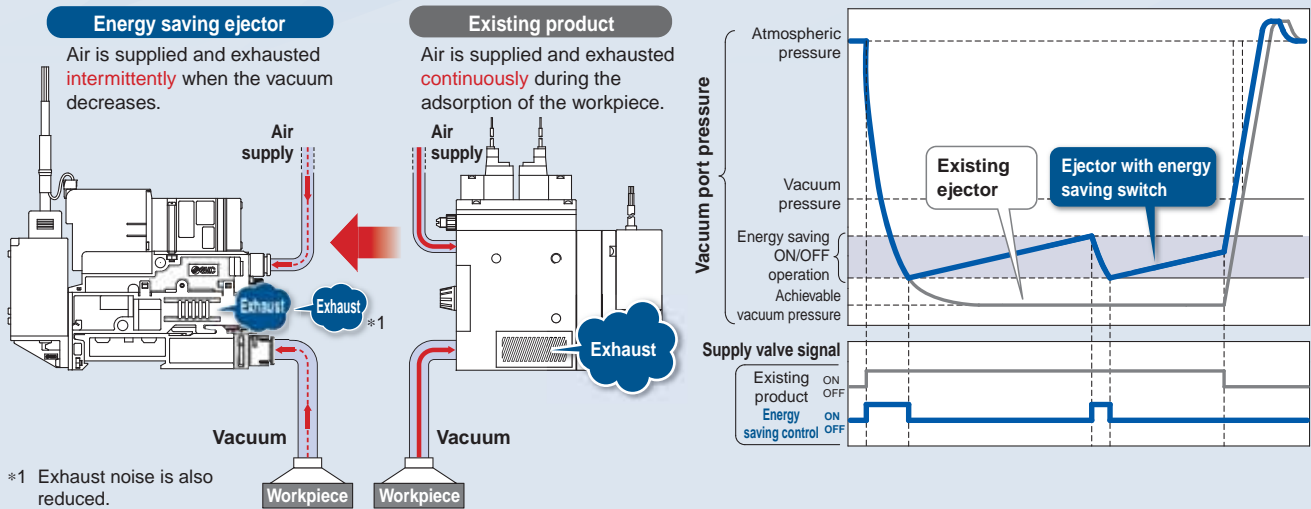 Energy saving ejector
Air is supplied and exhausted
intermittently when the vacuum
decreases.
Air
supply
SMC
Exhaust
Exhaust
*1
Vacuum
Workpiece
*1 Exhaust noise is also
reduced.
Existing product
Air is supplied and exhausted
continuously during the
adsorption of the workpiece.
Air
supply
Exhaust
Vacuum
Workpiece
Vacuum port pressure
Atmospheric
pressure
Vacuum
pressure
Energy saving
ON/OFF
operation
Achievable
vacuum pressure
Existing
ejector
Ejector with energy
saving switch
Supply valve signal
Existing
product
ON
OFF
Energy
saving control
ON
OFF